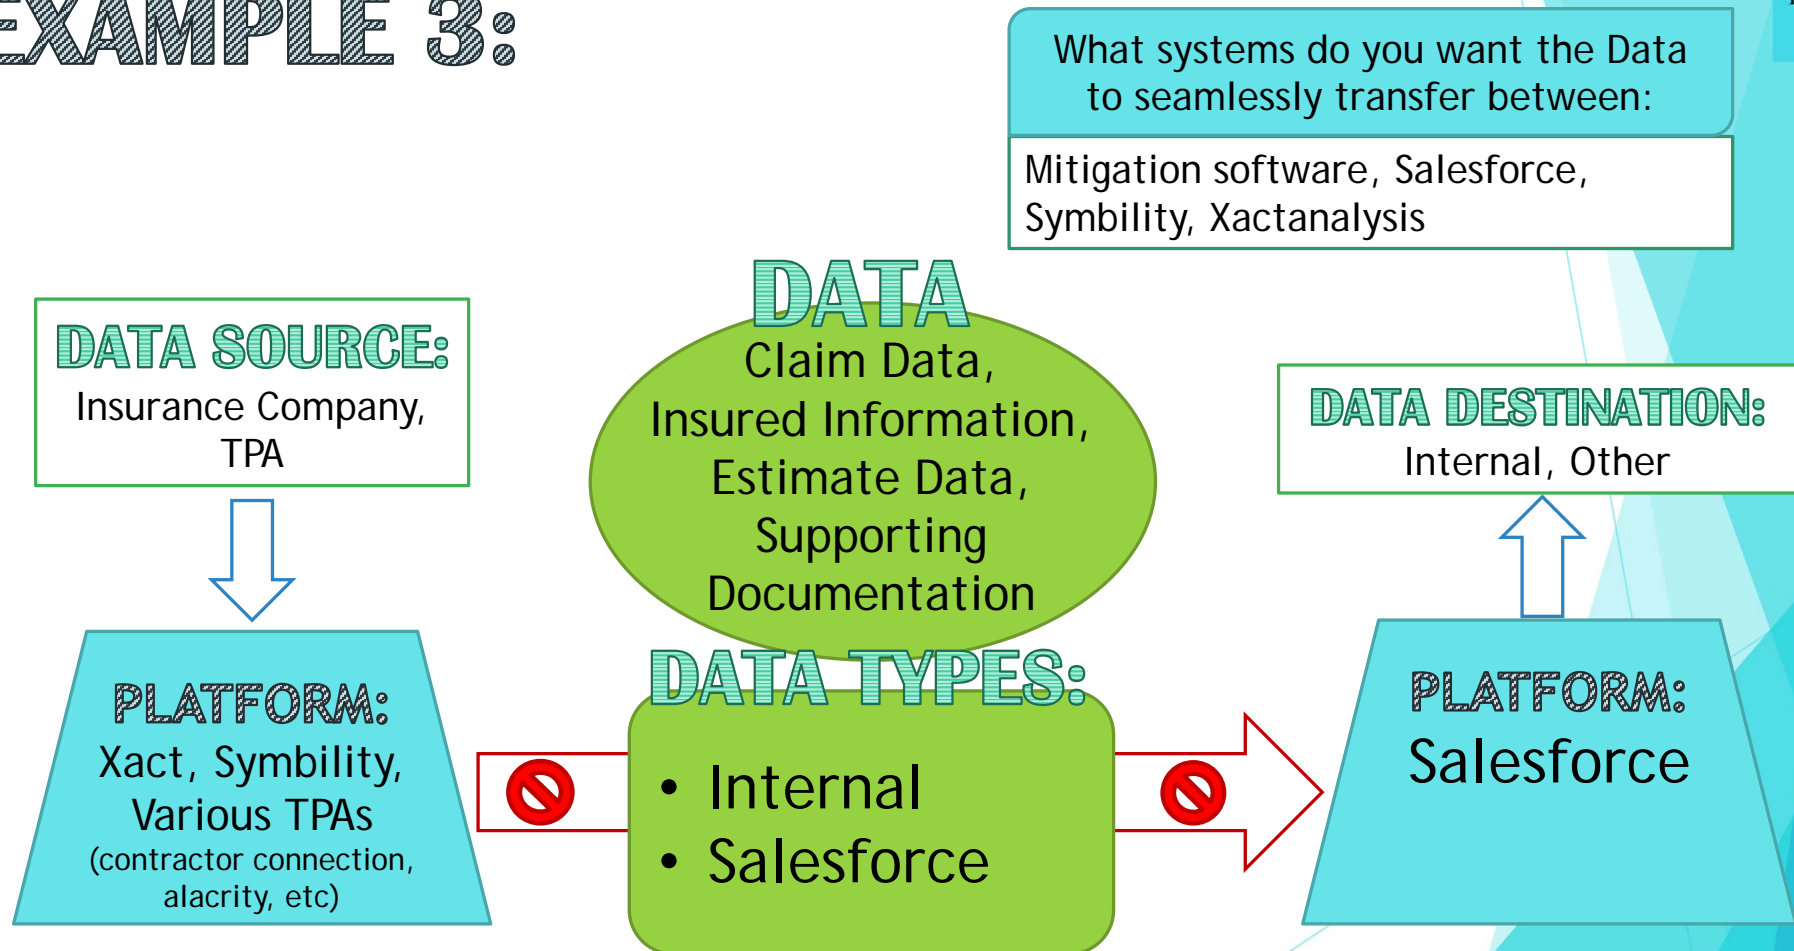 EXAMPLE 3:
What systems do you want the Data
to seamlessly transfer between:
Mitigation software, Salesforce,
Symbility, Xactanalysis
DATA SOURCE:
Insurance Company,
TPA
DATA
Claim Data,
Insured Information,
Estimate Data,
Supporting
Documentation
DATA DESTINATION:
Internal, Other
PLATFORM:
Xact, Symbility,
Various TPAs
(contractor connection,
alacrity, etc)
DATA TYPES:
• Internal
• Salesforce
PLATFORM:
Salesforce